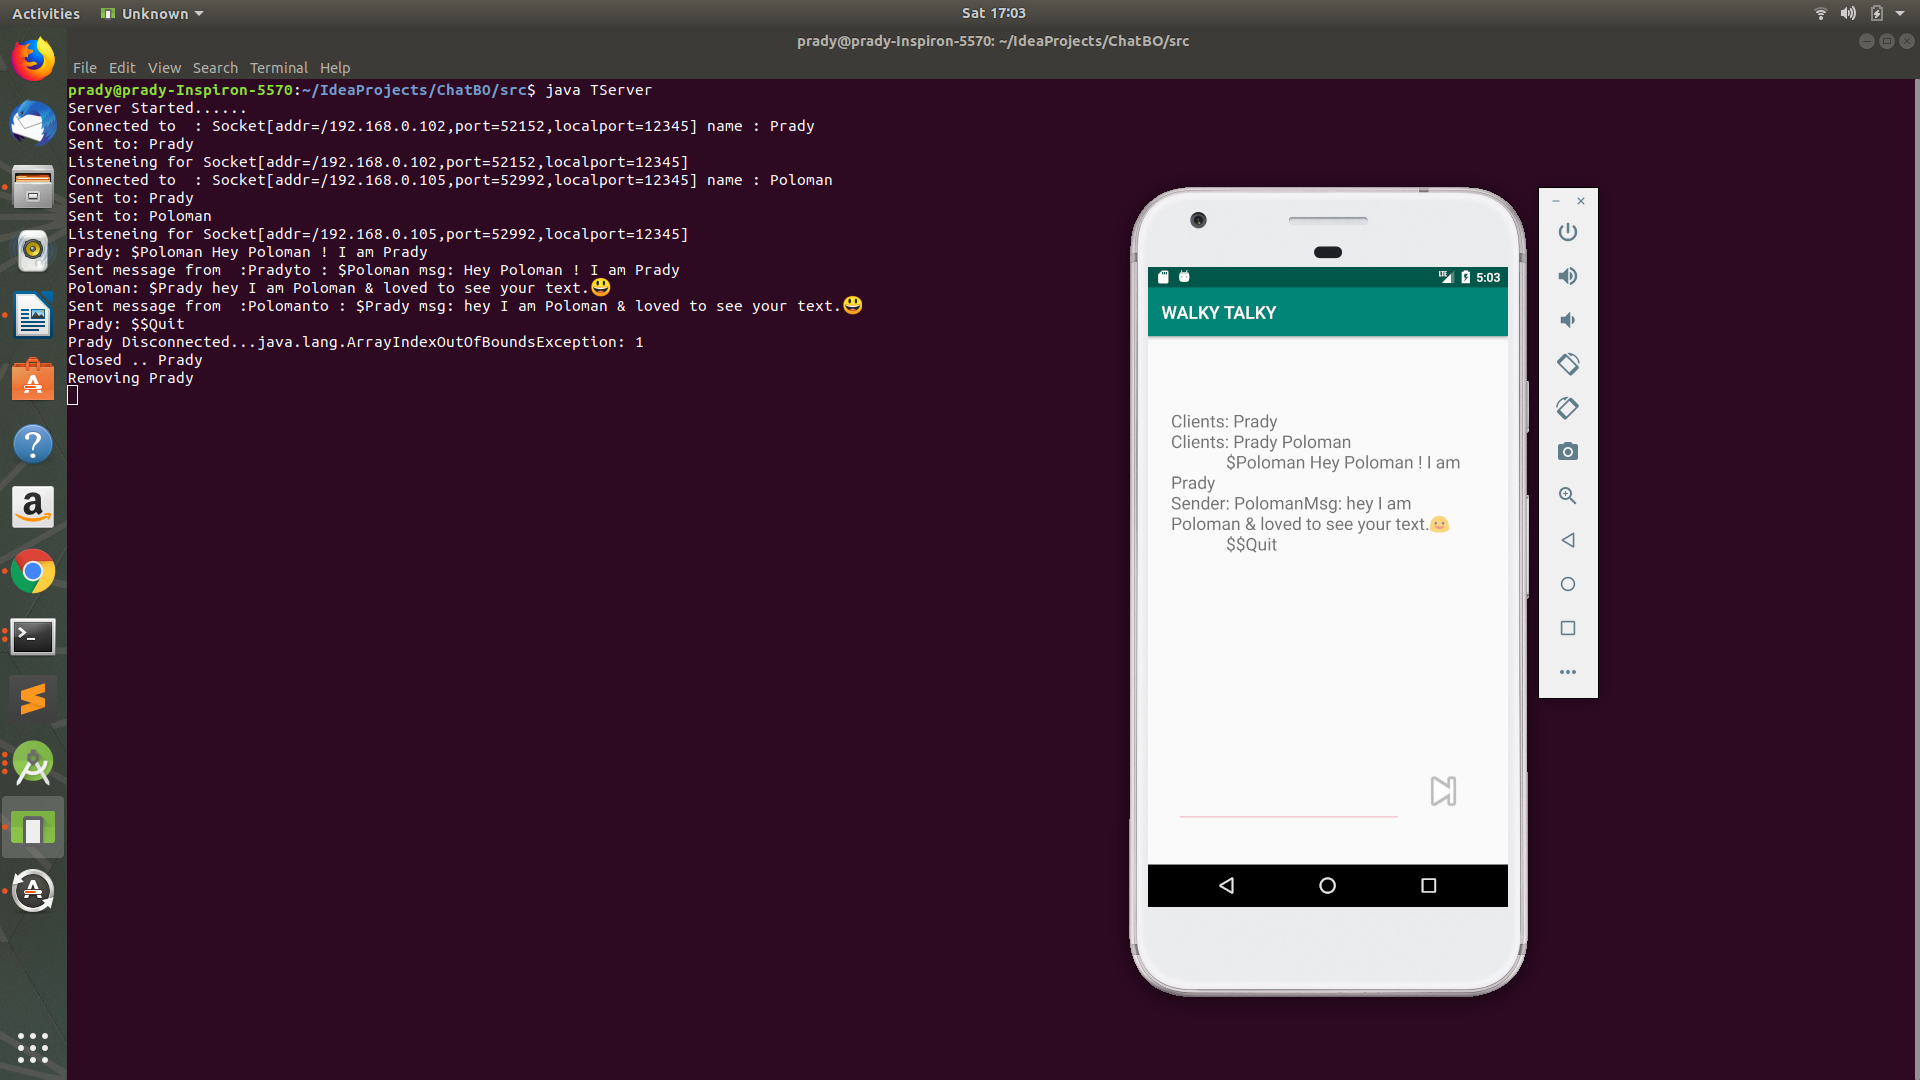 Activities Unknown Sat 17:03
prady@prady-Inspiron-5570: ~/IdeaProjects/ChatBO/src
File Edit View Search Terminal Help
prady@prady-Inspiron-5570:~/IdeaProjects/ChatBO/src$ java TServer
Server Started......
Connected to  : Socket[addr=/192.168.0.102,port=52152,localport=12345] name : Prady
Sent to: Prady
Listeneing for Socket[addr=/192.168.0.102,port=52152,localport=12345]
Connected to  : Socket[addr=/192.168.0.105,port=52992,localport=12345] name : Poloman
Sent to: Prady
Sent to: Poloman
Listeneing for Socket[addr=/192.168.0.105,port=52992,localport=12345]
Prady: $Poloman Hey Poloman ! I am Prady
Sent message from  :Pradyto : $Poloman msg: Hey Poloman ! I am Prady
Poloman: $Prady hey I am Poloman & loved to see your text.😃
Sent message from  :Polomanto : $Prady msg: hey I am Poloman & loved to see your text.😃
Prady: $$Quit
Prady Disconnected...java.lang.ArrayIndexOutOfBoundsException: 1
Closed .. Prady
Removing Prady
LTE 5:03
WALKY TALKY
Clients: Prady
Clients: Prady Poloman
$Poloman Hey Poloman ! I am
Prady
Sender: PolomanMsg: hey I am
Poloman & loved to see your text.😃
$$Quit